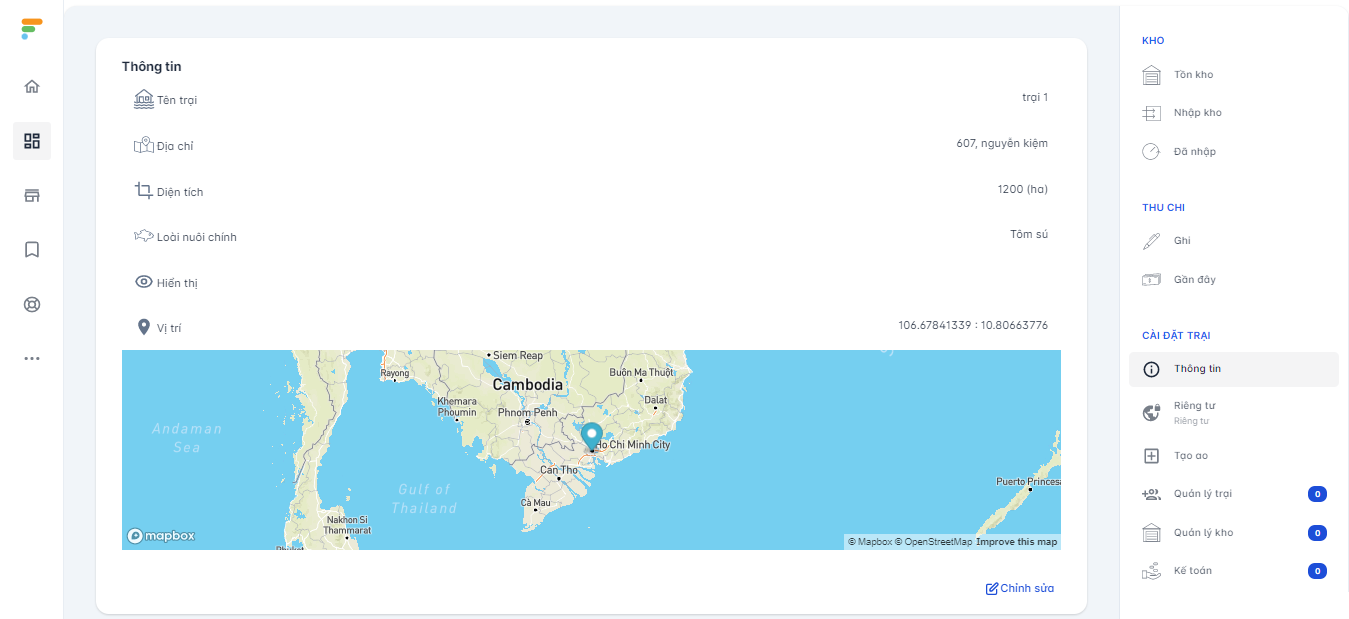 Thông tin
Tên trại
trại 1
Địa chỉ
607, nguyễn kiệm
Diện tích
1200 (ha)
Loài nuôi chính
Tôm sú
Hiển thị
Vị trí
106.67841339 : 10.80663776
Siem Reap
Rayong
Cambodia
Buôn Ma Thuột
Khemara
Phoumin
Phnom Penh
Dalat
Andaman
Sea
Ho Chi Minh City
Can Tho
Gulf of
Thailand
Cà Mau
Puerto Princesa
Nakhon Si
Thammarat
Phuket
mapbox
© Mapbox © OpenStreetMap Improve this map
Chỉnh sửa
KHO
Tồn kho
Nhập kho
Đã nhập
THU CHI
Ghi
Gần đây
CÀI ĐẶT TRẠI
Thông tin
Riêng tư
Riêng tư
Tạo ao
Quản lý trại
0
Quản lý kho
0
Kế toán
0